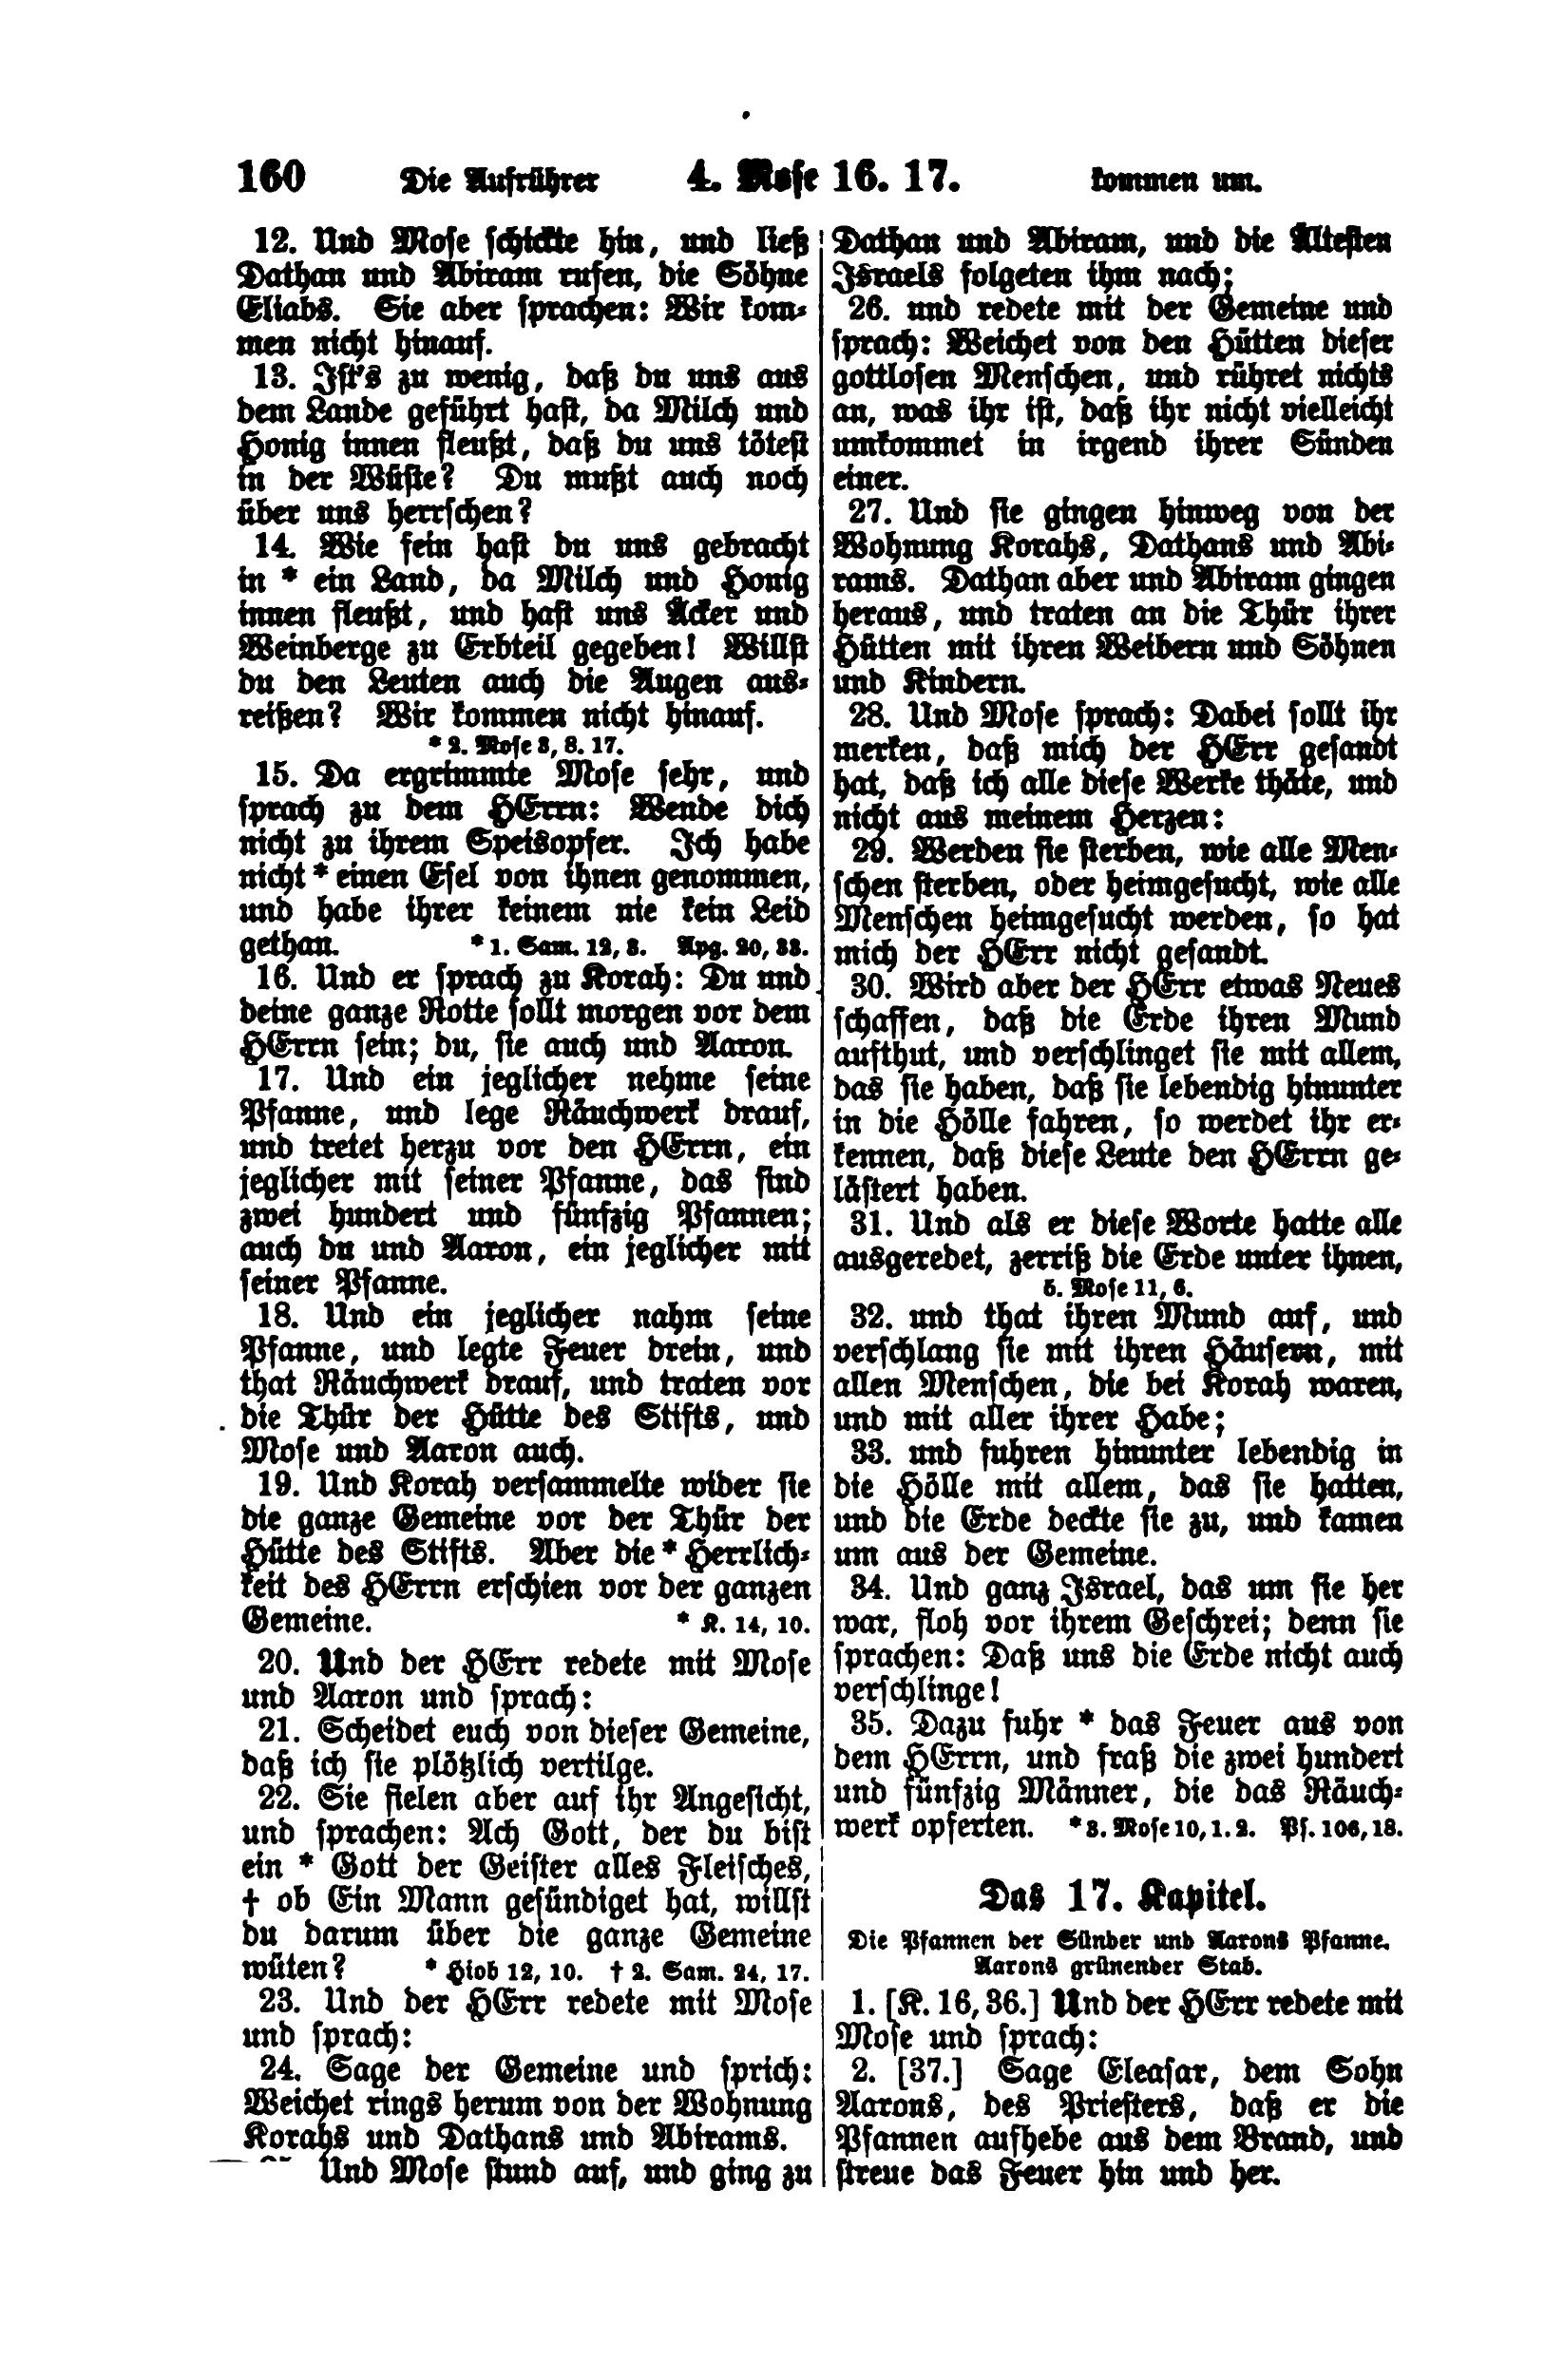 160 Die Aufrührer 4. Mose 16. 17. kommen um.
12. Und Mose schickte hin, und ließ
Dathan und Abiram rufen, die Söhne
Eliabs. Sie aber sprachen: Wir kom-
men nicht hinauf.
13. Ist's zu wenig, daß du uns aus
dem Lande geführt hast, da Milch und
Honig innen fleußt, daß du uns tötest
in der Wüste? Du mußt auch noch
über uns herrschen?
14. Wie fein hast du uns gebracht
in * ein Land, da Milch und Honig
innen fleußt, und hast uns Äcker und
Weinberge zu Erbteil gegeben! Willst
du den Leuten auch die Augen aus-
reißen? Wir kommen nicht hinauf.
* 2. Mose 3, 8. 17.
15. Da ergrimmte Mose sehr, und
sprach zu dem HErrn: Wende dich
nicht zu ihrem Speisopfer. Ich habe
nicht * einen Esel von ihnen genommen,
und habe ihrer keinem nie kein Leid
gethan. * 1. Sam. 12, 3. Apg. 20, 33.
16. Und er sprach zu Korah: Du und
deine ganze Rotte sollt morgen vor dem
HErrn sein; du, sie auch und Aaron.
17. Und ein jeglicher nehme seine
Pfanne, und lege Räuchwerk drauf,
und tretet herzu vor den HErrn, ein
jeglicher mit seiner Pfanne, das sind
zwei hundert und fünfzig Pfannen;
auch du und Aaron, ein jeglicher mit
seiner Pfanne.
18. Und ein jeglicher nahm seine
Pfanne, und legte Feuer drein, und
that Räuchwerk drauf, und traten vor
die Thür der Hütte des Stifts, und
Mose und Aaron auch.
19. Und Korah versammelte wider sie
die ganze Gemeine vor der Thür der
Hütte des Stifts. Aber die * Herrlich-
keit des HErrn erschien vor der ganzen
Gemeine. * K. 14, 10.
20. Und der HErr redete mit Mose
und Aaron und sprach:
21. Scheidet euch von dieser Gemeine,
daß ich sie plötzlich vertilge.
22. Sie fielen aber auf ihr Angesicht,
und sprachen: Ach Gott, der du bist
ein * Gott der Geister alles Fleisches,
† ob Ein Mann gesündiget hat, willst
du darum über die ganze Gemeine
wüten? * Hiob 12, 10. † 2. Sam. 24, 17.
23. Und der HErr redete mit Mose
und sprach:
24. Sage der Gemeine und sprich:
Weichet rings herum von der Wohnung
Korahs und Dathans und Abirams.
Und Mose stund auf, und ging zu
Dathan und Abiram, und die Ältesten
Israels folgeten ihm nach;
26. und redete mit der Gemeine und
sprach: Weichet von den Hütten dieser
gottlosen Menschen, und rühret nichts
an, was ihr ist, daß ihr nicht vielleicht
umkommet in irgend ihrer Sünden
einer.
27. Und sie gingen hinweg von der
Wohnung Korahs, Dathans und Abi-
rams. Dathan aber und Abiram gingen
heraus, und traten an die Thür ihrer
Hütten mit ihren Weibern und Söhnen
und Kindern.
28. Und Mose sprach: Dabei sollt ihr
merken, daß mich der HErr gesandt
hat, daß ich alle diese Werke thäte, und
nicht aus meinem Herzen:
29. Werden sie sterben, wie alle Men-
schen sterben, oder heimgesucht, wie alle
Menschen heimgesucht werden, so hat
mich der HErr nicht gesandt.
30. Wird aber der HErr etwas Neues
schaffen, daß die Erde ihren Mund
aufthut, und verschlinget sie mit allem,
das sie haben, daß sie lebendig hinunter
in die Hölle fahren, so werdet ihr er-
kennen, daß diese Leute den HErrn ge-
lästert haben.
31. Und als er diese Worte hatte alle
ausgeredet, zerriß die Erde unter ihnen,
5. Mose 11, 6.
32. und that ihren Mund auf, und
verschlang sie mit ihren Häusern, mit
allen Menschen, die bei Korah waren,
und mit aller ihrer Habe;
33. und fuhren hinunter lebendig in
die Hölle mit allem, das sie hatten,
und die Erde deckte sie zu, und kamen
um aus der Gemeine.
34. Und ganz Israel, das um sie her
war, floh vor ihrem Geschrei; denn sie
sprachen: Daß uns die Erde nicht auch
verschlinge!
35. Dazu fuhr * das Feuer aus von
dem HErrn, und fraß die zwei hundert
und fünfzig Männer, die das Räuch-
werk opferten. * 3. Mose 10, 1. 2. Ps. 106, 18.
Das 17. Kapitel.
Die Pfannen der Sünder und Aarons Pfanne.
Aarons grünender Stab.
1. [K. 16, 36.] Und der HErr redete mit
Mose und sprach:
2. [37.] Sage Eleasar, dem Sohn
Aarons, des Priesters, daß er die
Pfannen aufhebe aus dem Brand, und
streue das Feuer hin und her.